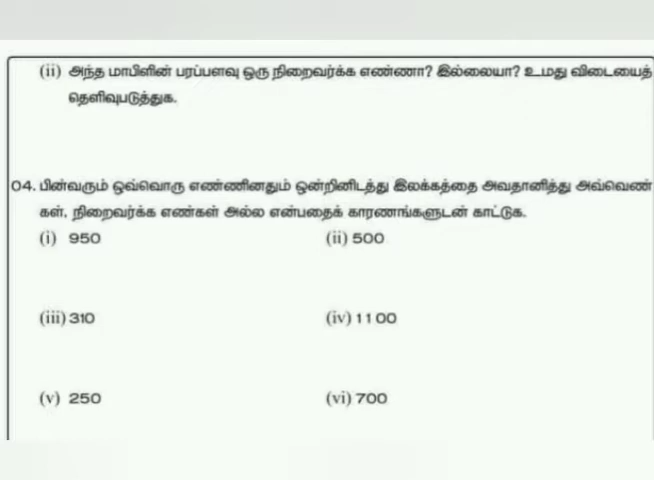 (ii) அந்த மாபிளின் பரப்பளவு ஒரு நிறைவர்க்க எண்ணா? இல்லையா? உமது விடையைத்
தெளிவுபடுத்துக.
04. பின்வரும் ஒவ்வொரு எண்ணினதும் ஒன்றினிடத்து இலக்கத்தை அவதானித்து அவ்வெண்
கள், நிறைவர்க்க எண்கள் அல்ல என்பதைக் காரணங்களுடன் காட்டுக.
(i) 950 (ii) 500
(iii) 310 (iv) 1100
(v) 250 (vi) 700